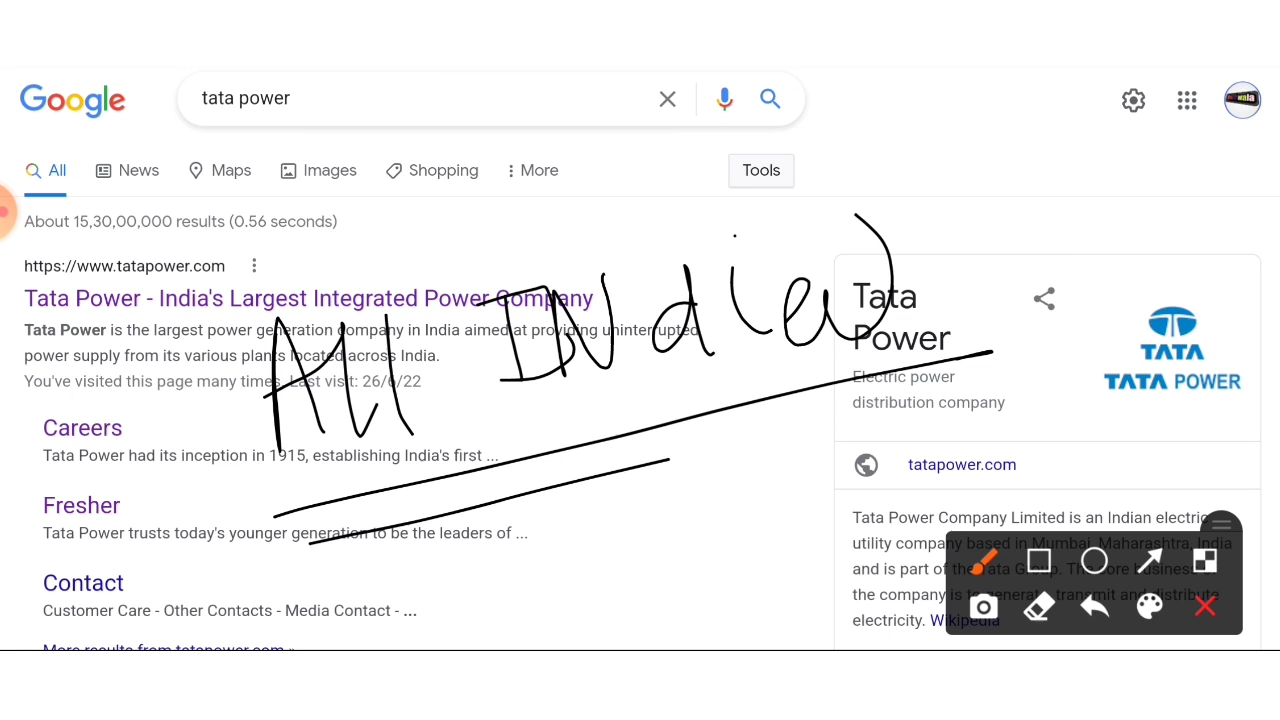 Google
tata power
All News Maps Images Shopping More Tools
About 15,30,00,000 results (0.56 seconds)
https://www.tatapower.com
Tata Power - India's Largest Integrated Power Company
Tata Power is the largest power generation company in India aimed at providing uninterrupted
power supply from its various plants located across India.
You've visited this page many times. Last visit: 26/6/22
Careers
Tata Power had its inception in 1915, establishing India's first ...
Fresher
Tata Power trusts today's younger generation to be the leaders of ...
Contact
Customer Care - Other Contacts - Media Contact - ...
More results from tatapower.com »
All India
Tata
Power
Electric power
distribution company
TATA
TATA POWER
tatapower.com
Tata Power Company Limited is an Indian electric
utility company based in Mumbai, Maharashtra, India
and is part of the Tata Group. The core business
the company is to generate, transmit and distribute
electricity. Wikipedia